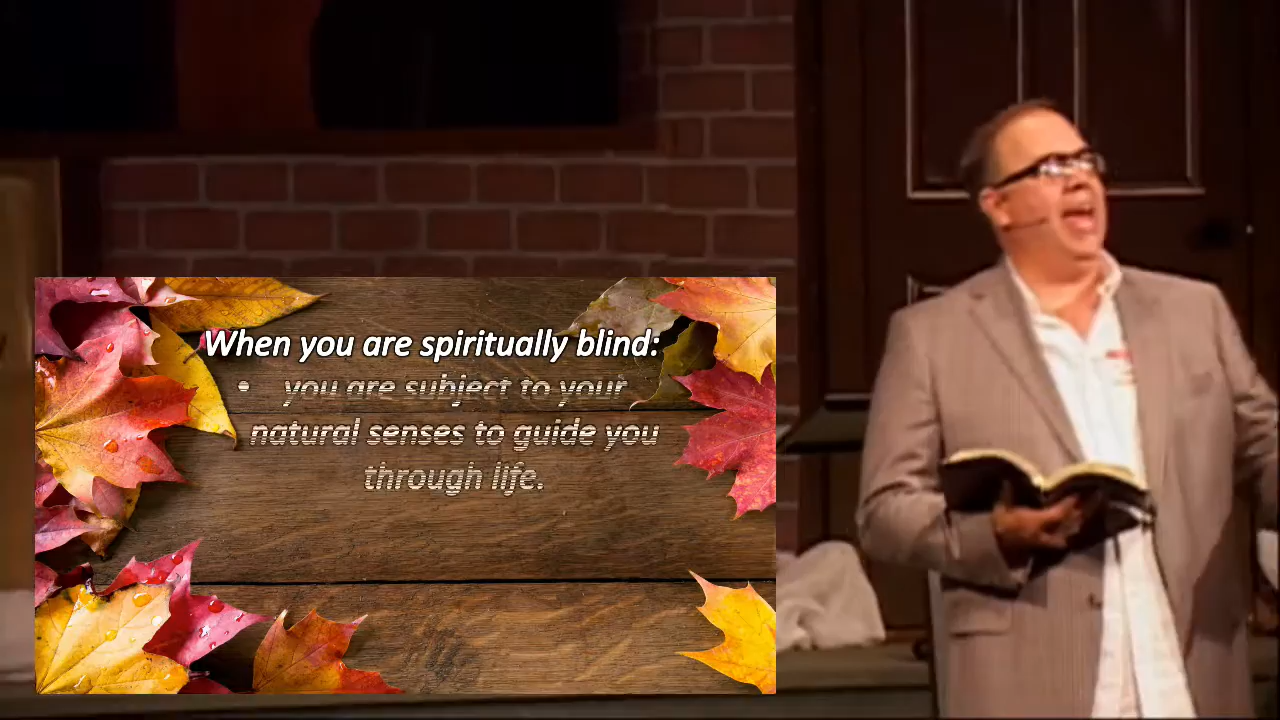 When you are spiritually blind:
• you are subject to your
natural senses to guide you
through life.